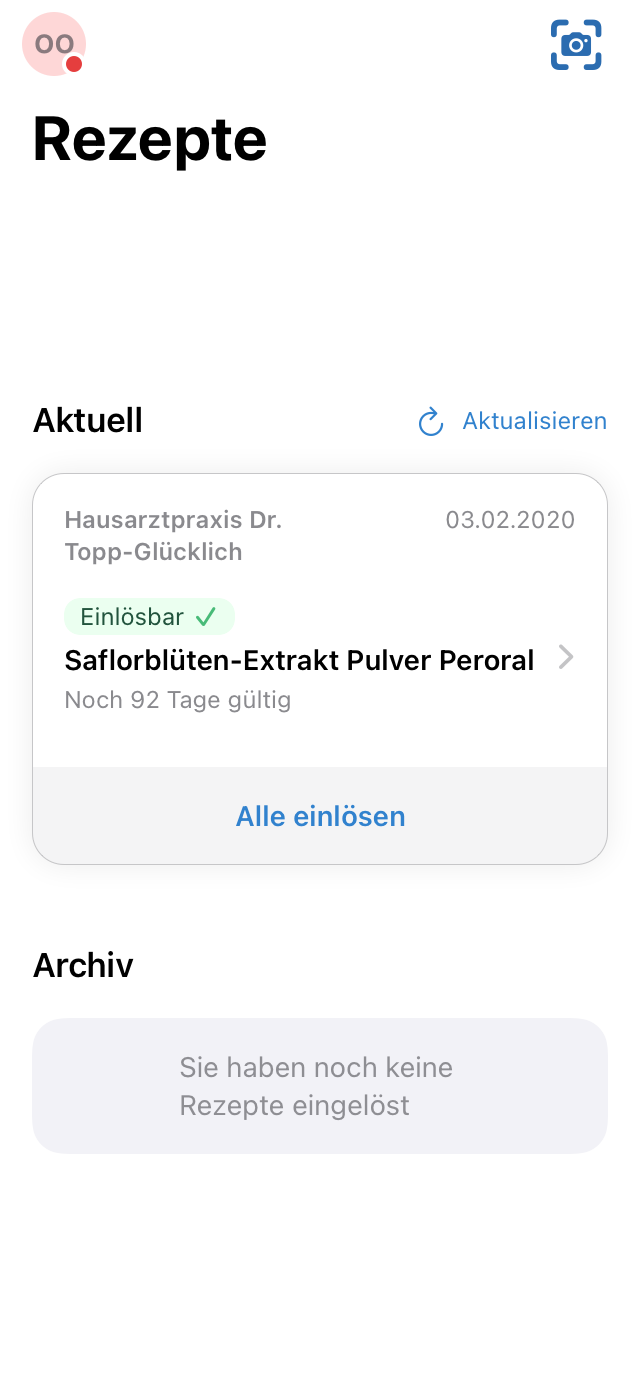 OO
Rezepte
Aktuell
Aktualisieren
Hausarztpraxis Dr.
Topp-Glücklich
03.02.2020
Einlösbar
Saflorblüten-Extrakt Pulver Peroral
Noch 92 Tage gültig
Alle einlösen
Archiv
Sie haben noch keine
Rezepte eingelöst